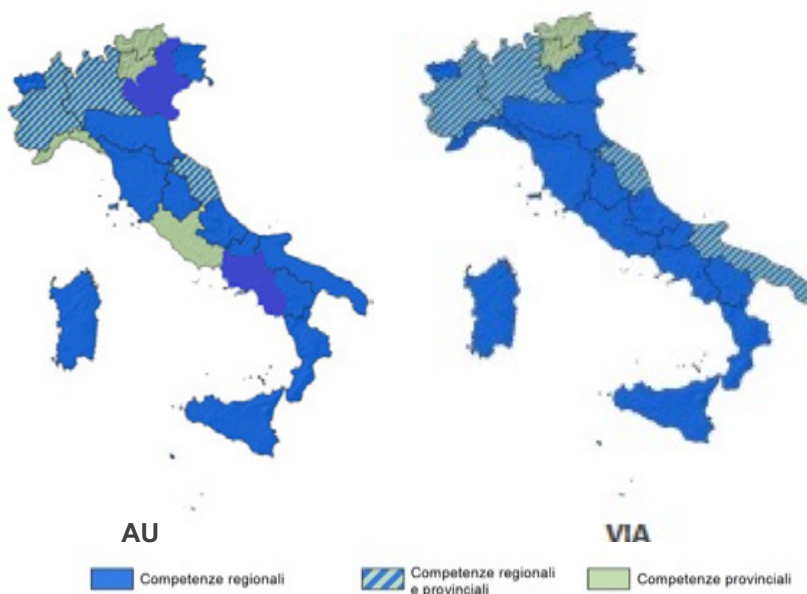 AU
VIA
Competenze regionali
Competenze regionali
e provinciali
Competenze provinciali